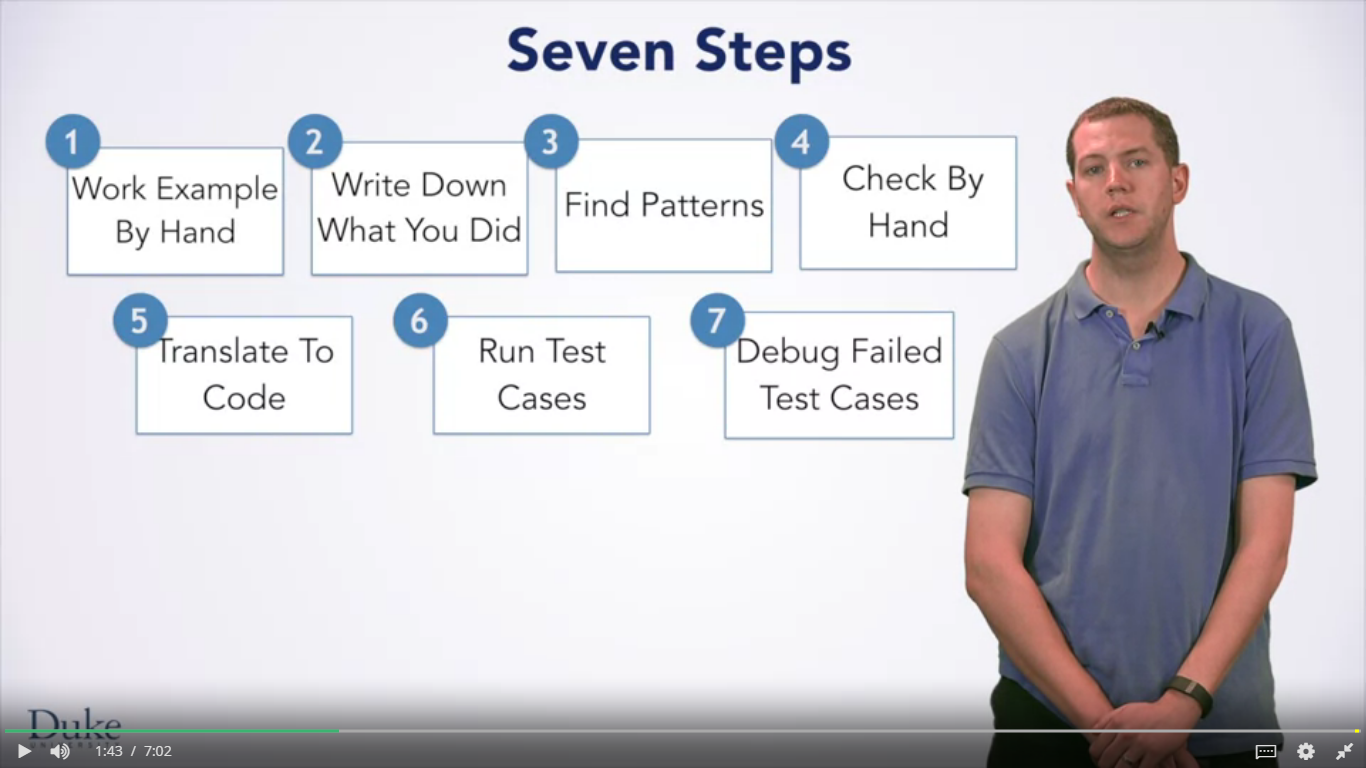 Seven Steps
1
Work Example
By Hand
2
Write Down
What You Did
3
Find Patterns
4
Check By
Hand
5
Translate To
Code
6
Run Test
Cases
7
Debug Failed
Test Cases
Duke
UNIVERSITY
1:43 / 7:02